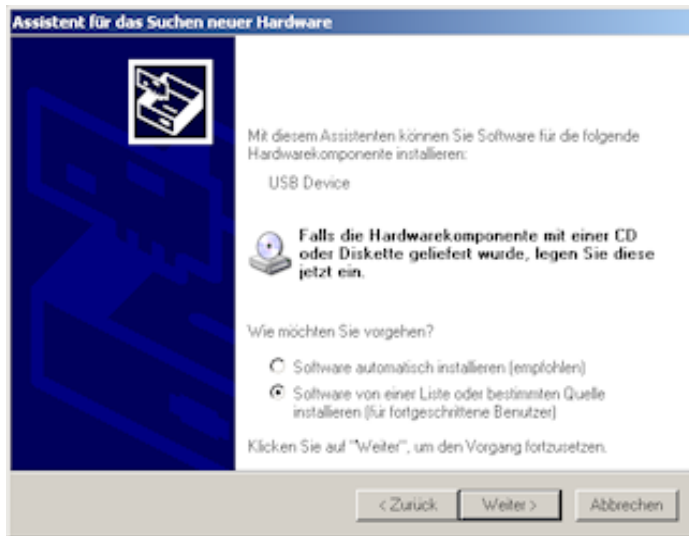 Assistent für das Suchen neuer Hardware
Mit diesem Assistenten können Sie Software für die folgende
Hardwarekomponente installieren:
USB Device
Falls die Hardwarekomponente mit einer CD
oder Diskette geliefert wurde, legen Sie diese
jetzt ein.
Wie möchten Sie vorgehen?
Software automatisch installieren (empfohlen)
Software von einer Liste oder bestimmten Quelle
installieren (für fortgeschrittene Benutzer)
Klicken Sie auf "Weiter", um den Vorgang fortzusetzen.
< Zurück Weiter > Abbrechen